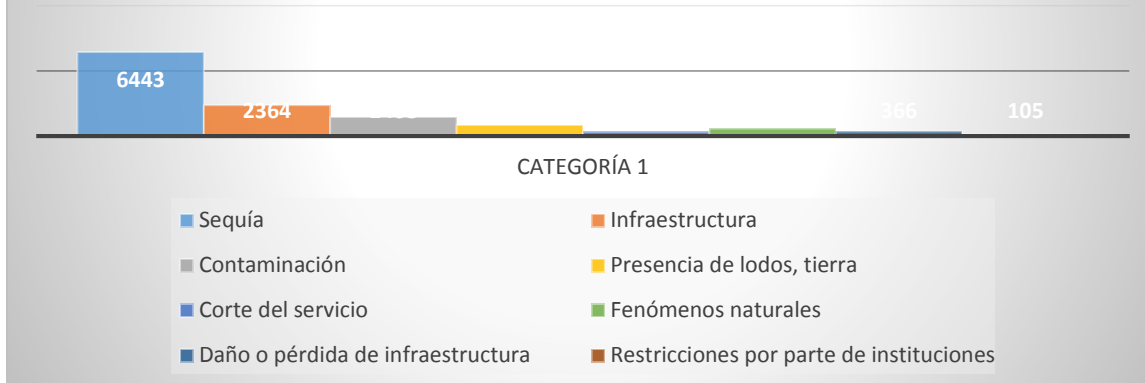 6443
2364
366
105
CATEGORÍA 1
Sequía
Infraestructura
Contaminación
Presencia de lodos, tierra
Corte del servicio
Fenómenos naturales
Daño o pérdida de infraestructura
Restricciones por parte de instituciones